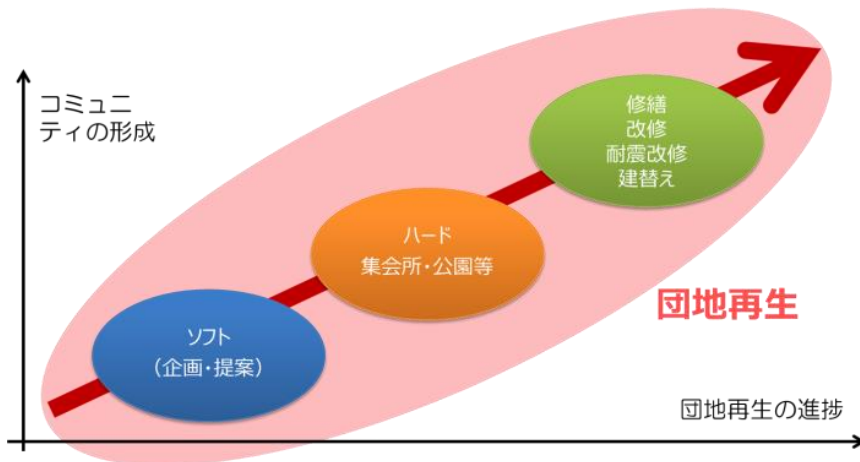 コミュニ
ティの形成
修繕
改修
耐震改修
建替え
ハード
集会所・公園等
団地再生
ソフト
(企画・提案)
団地再生の進捗